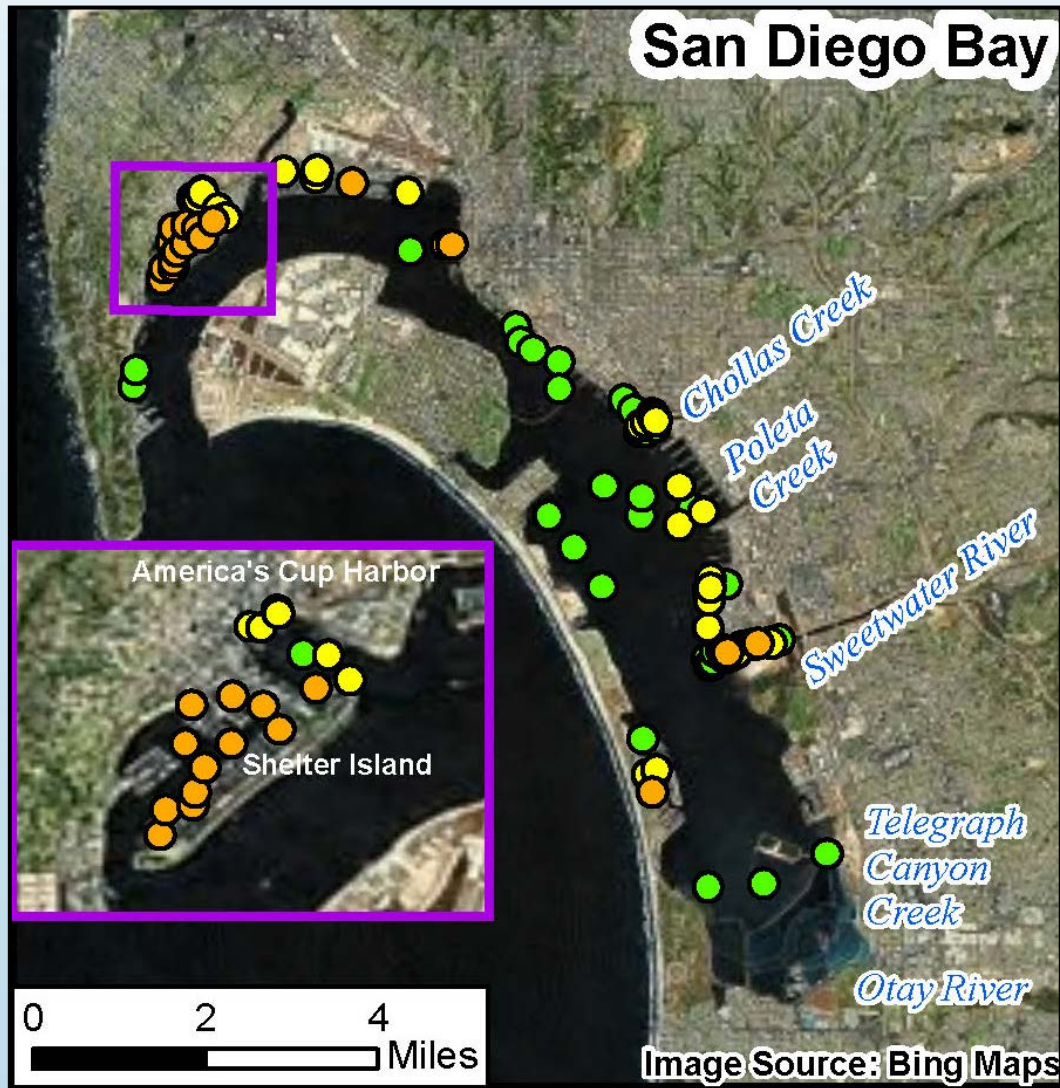 San Diego Bay
Chollas Creek
Poleta
Creek
Sweetwater River
America's Cup Harbor
Shelter Island
Telegraph
Canyon
Creek
Otay River
0 2 4
Miles
Image Source: Bing Maps